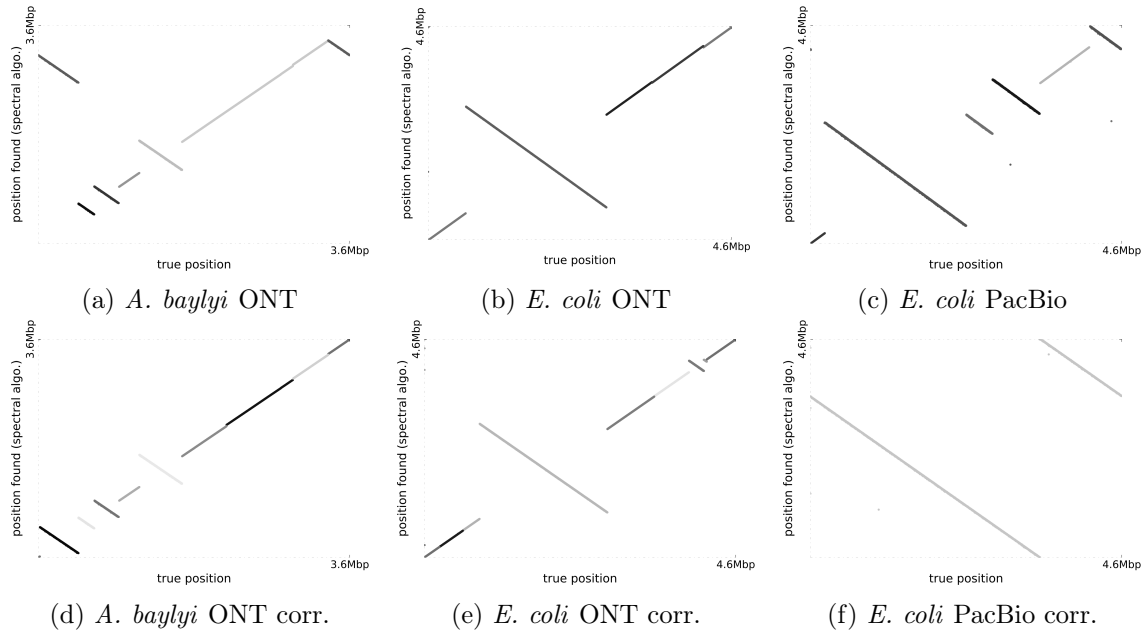 3.6Mbp
position found (spectral algo.)
3.6Mbp
true position
(a) A. baylyi ONT
4.6Mbp
position found (spectral algo.)
4.6Mbp
true position
(b) E. coli ONT
4.6Mbp
position found (spectral algo.)
4.6Mbp
true position
(c) E. coli PacBio
3.6Mbp
position found (spectral algo.)
3.6Mbp
true position
(d) A. baylyi ONT corr.
4.6Mbp
position found (spectral algo.)
4.6Mbp
true position
(e) E. coli ONT corr.
4.6Mbp
position found (spectral algo.)
4.6Mbp
true position
(f) E. coli PacBio corr.